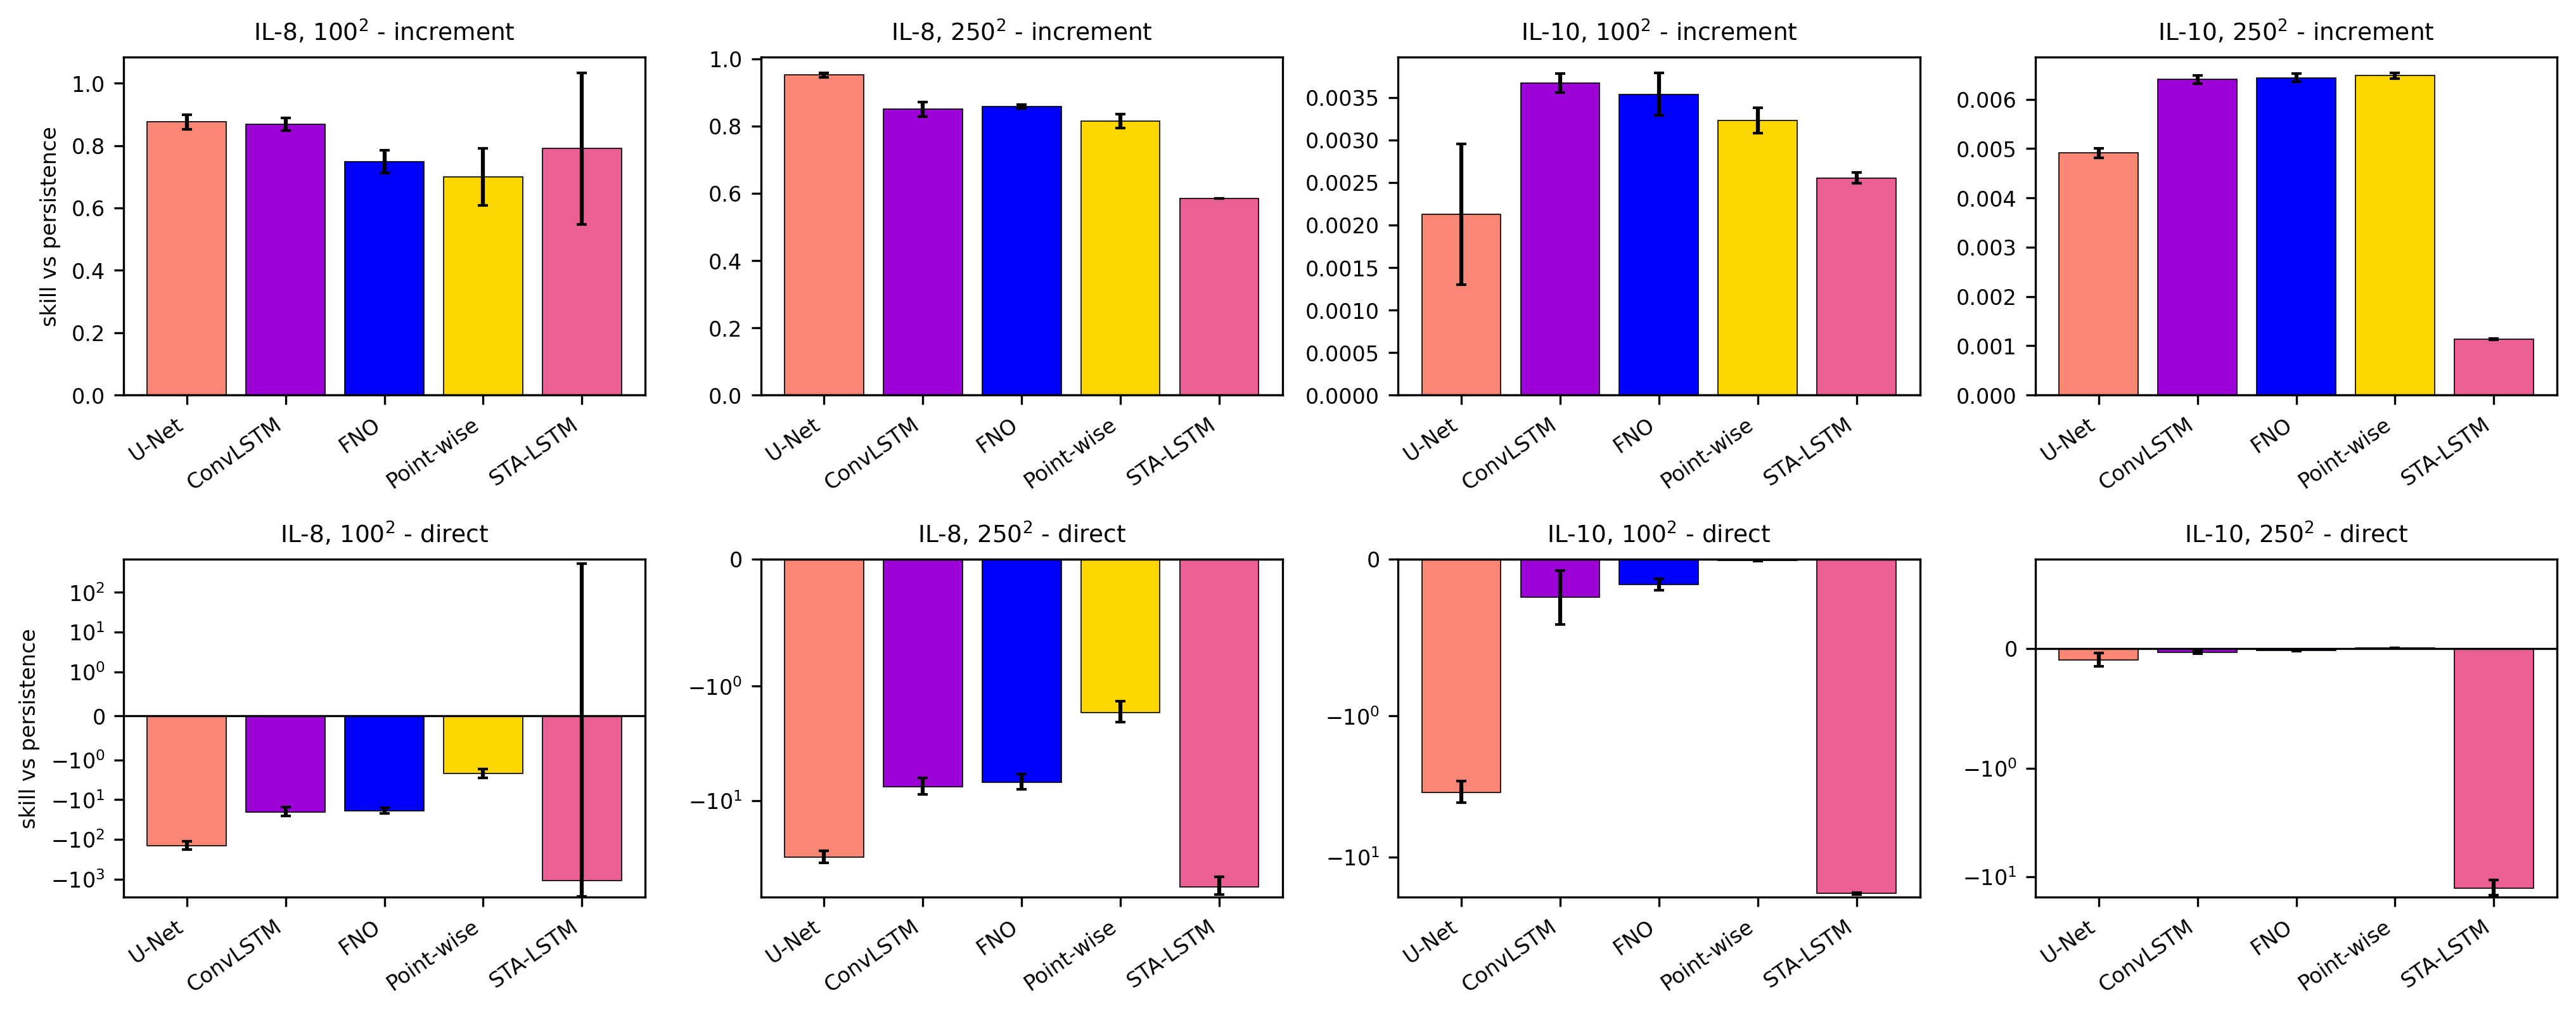 IL-8, 100² - increment
skill vs persistence
1.0
0.8
0.6
0.4
0.2
0.0
U-Net
ConvLSTM
FNO
Point-wise
STA-LSTM
IL-8, 250² - increment
1.0
0.8
0.6
0.4
0.2
0.0
U-Net
ConvLSTM
FNO
Point-wise
STA-LSTM
IL-10, 100² - increment
0.0035
0.0030
0.0025
0.0020
0.0015
0.0010
0.0005
0.0000
U-Net
ConvLSTM
FNO
Point-wise
STA-LSTM
IL-10, 250² - increment
0.006
0.005
0.004
0.003
0.002
0.001
0.000
U-Net
ConvLSTM
FNO
Point-wise
STA-LSTM
IL-8, 100² - direct
skill vs persistence
10²
10¹
10⁰
0
−10⁰
−10¹
−10²
−10³
U-Net
ConvLSTM
FNO
Point-wise
STA-LSTM
IL-8, 250² - direct
0
−10⁰
−10¹
U-Net
ConvLSTM
FNO
Point-wise
STA-LSTM
IL-10, 100² - direct
0
−10⁰
−10¹
U-Net
ConvLSTM
FNO
Point-wise
STA-LSTM
IL-10, 250² - direct
0
−10⁰
−10¹
U-Net
ConvLSTM
FNO
Point-wise
STA-LSTM